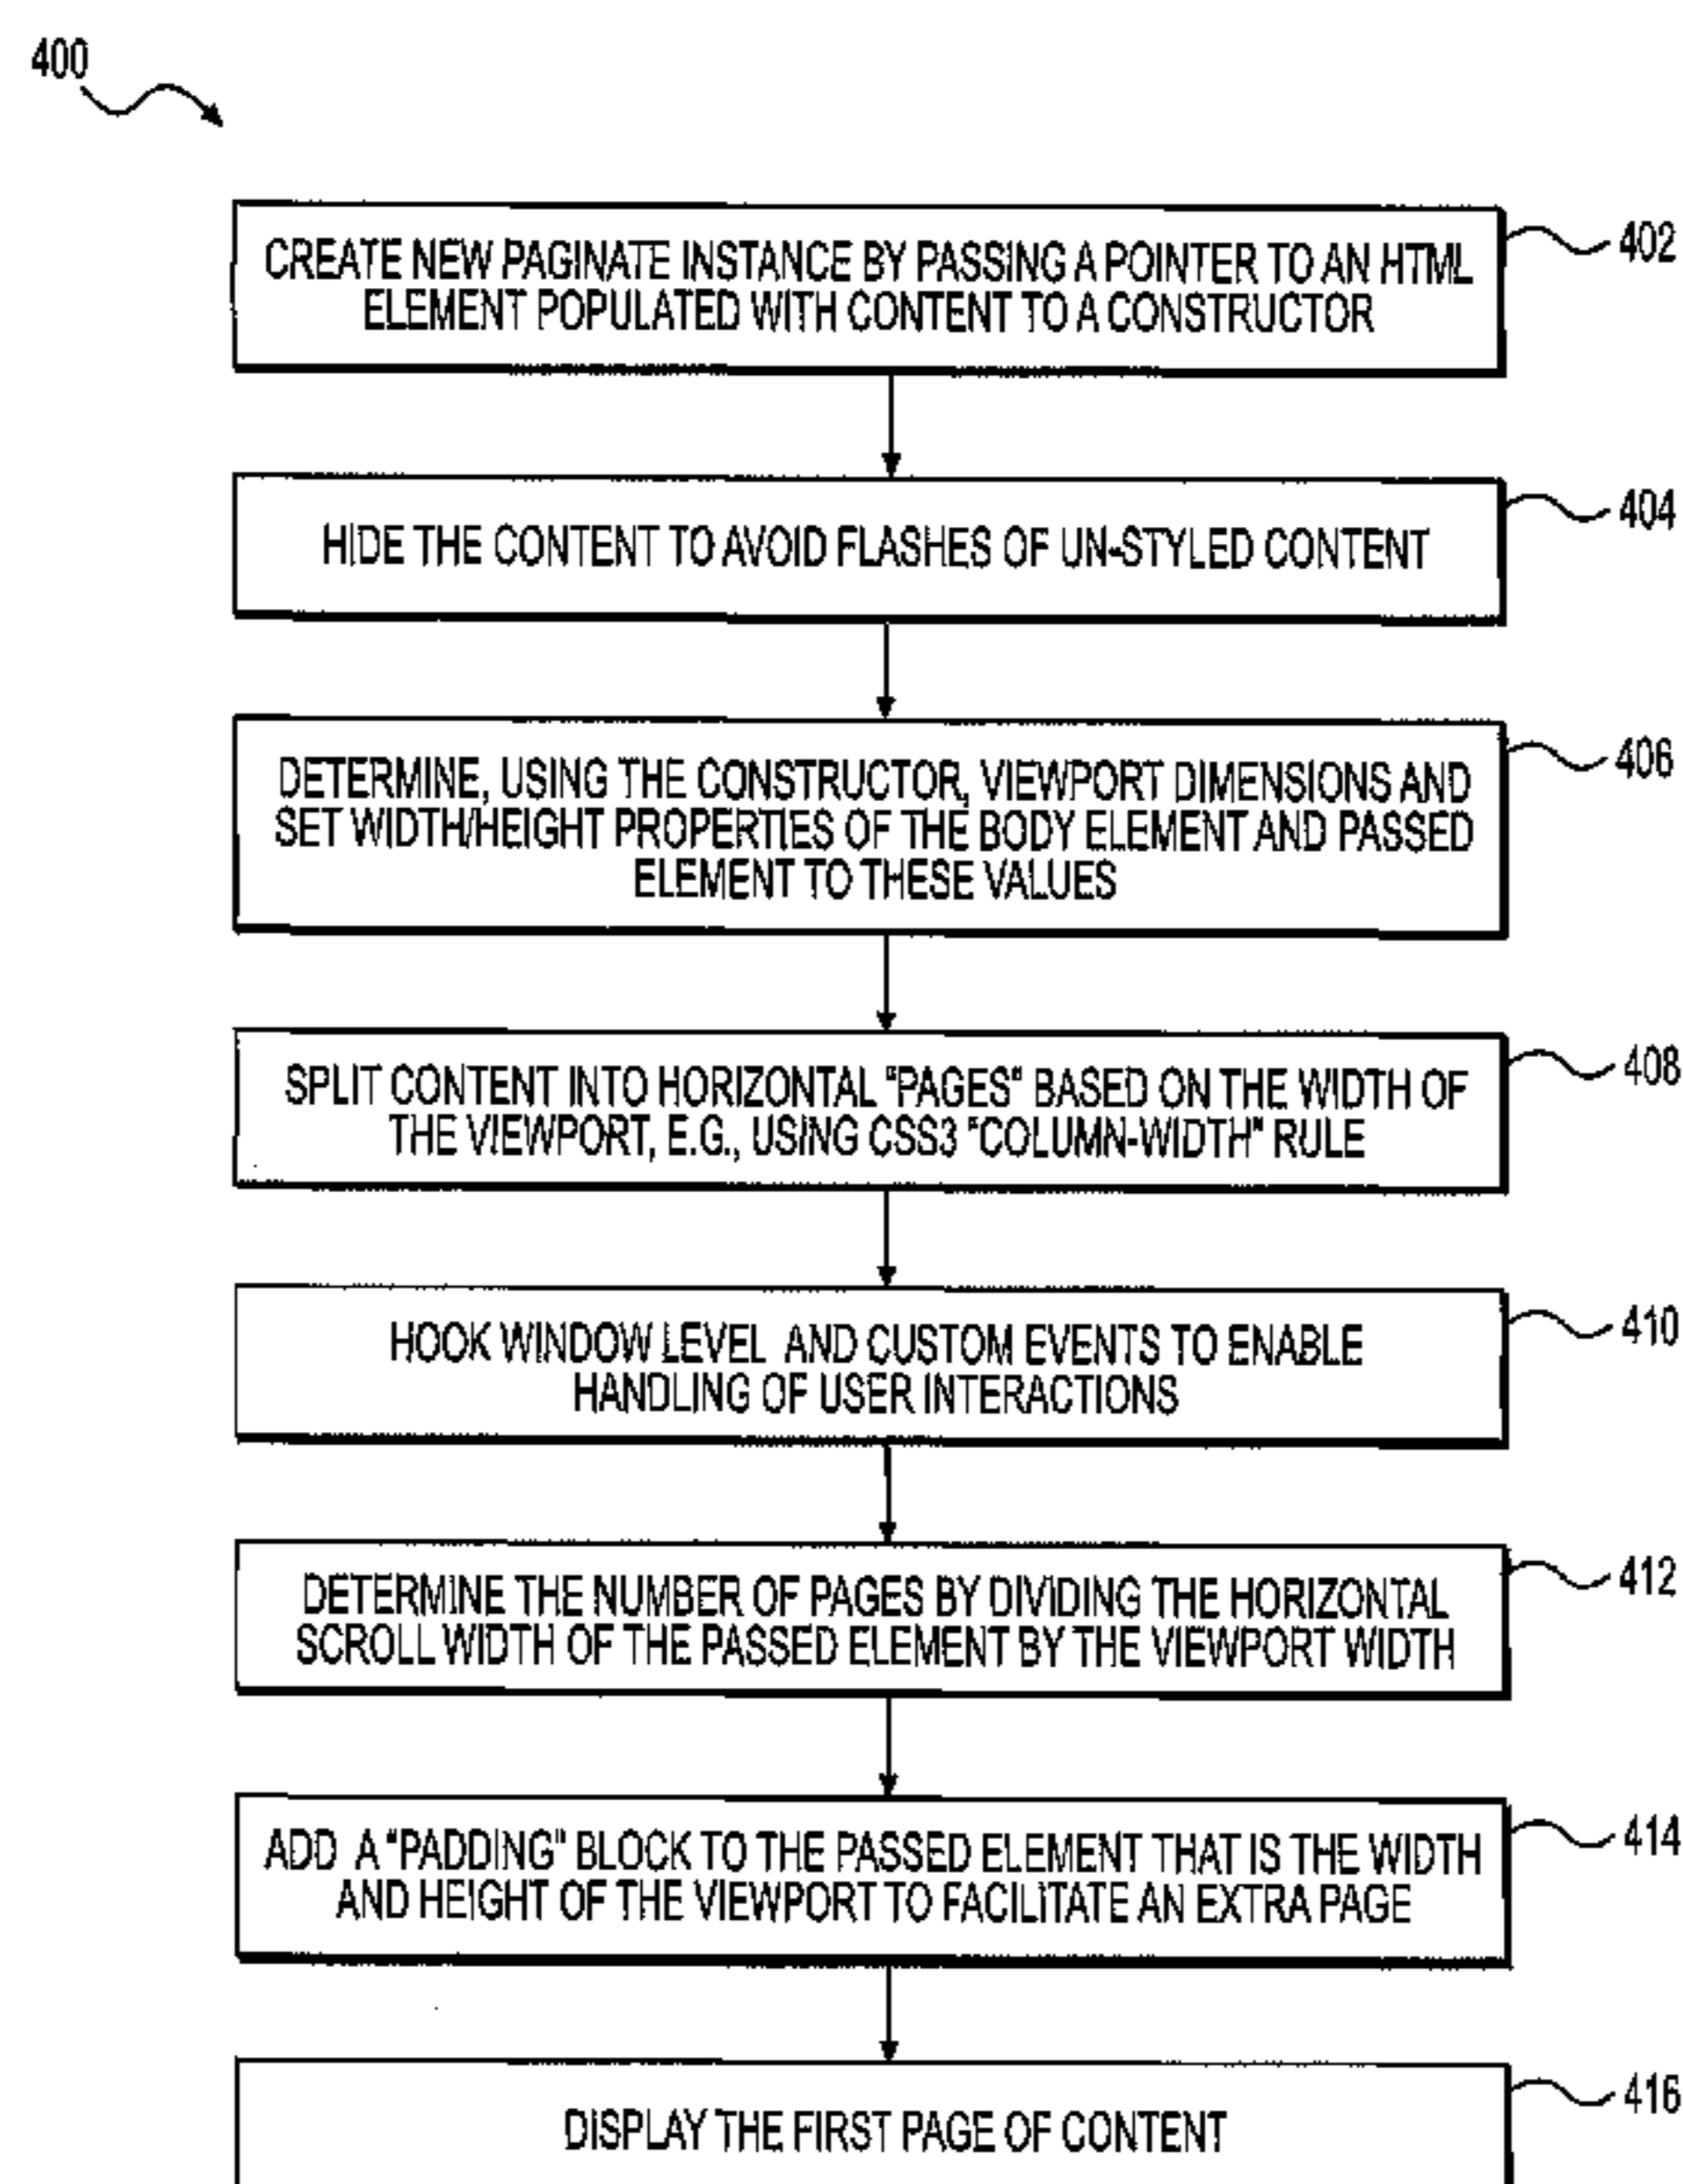 400
CREATE NEW PAGINATE INSTANCE BY PASSING A POINTER TO AN HTML
ELEMENT POPULATED WITH CONTENT TO A CONSTRUCTOR
402
HIDE THE CONTENT TO AVOID FLASHES OF UN-STYLED CONTENT
404
DETERMINE, USING THE CONSTRUCTOR, VIEWPORT DIMENSIONS AND
SET WIDTH/HEIGHT PROPERTIES OF THE BODY ELEMENT AND PASSED
ELEMENT TO THESE VALUES
406
SPLIT CONTENT INTO HORIZONTAL "PAGES" BASED ON THE WIDTH OF
THE VIEWPORT, E.G., USING CSS3 "COLUMN-WIDTH" RULE
408
HOOK WINDOW LEVEL AND CUSTOM EVENTS TO ENABLE
HANDLING OF USER INTERACTIONS
410
DETERMINE THE NUMBER OF PAGES BY DIVIDING THE HORIZONTAL
SCROLL WIDTH OF THE PASSED ELEMENT BY THE VIEWPORT WIDTH
412
ADD A "PADDING" BLOCK TO THE PASSED ELEMENT THAT IS THE WIDTH
AND HEIGHT OF THE VIEWPORT TO FACILITATE AN EXTRA PAGE
414
DISPLAY THE FIRST PAGE OF CONTENT
416